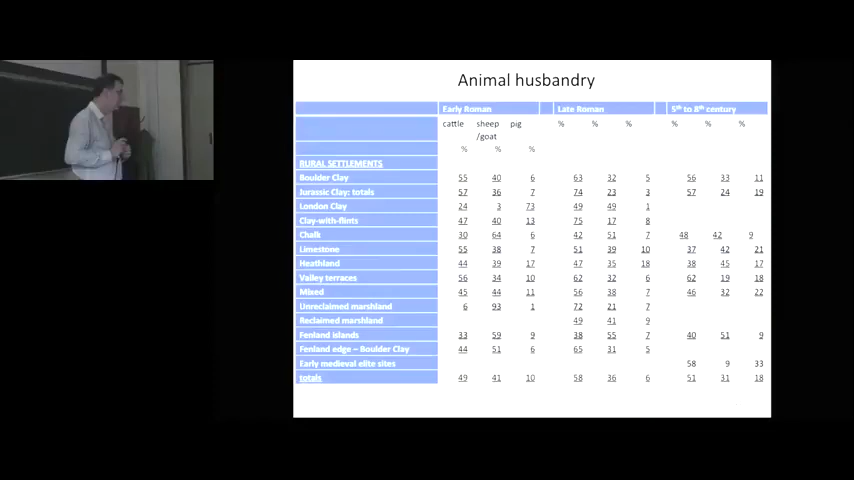 Animal husbandry
Early Roman Late Roman 5th to 8th century
cattle sheep /goat pig % % % % % %
% % %
RURAL SETTLEMENTS
Boulder Clay 55 40 6 63 32 5 56 33 11
Jurassic Clay: totals 57 36 7 74 23 3 57 24 19
London Clay 24 3 73 49 49 1
Clay-with-flints 47 40 13 75 17 8
Chalk 30 64 6 42 51 7 48 42 9
Limestone 55 38 7 51 39 10 37 42 21
Heathland 44 39 17 47 35 18 38 45 17
Valley terraces 56 34 10 62 32 6 62 19 18
Mixed 45 44 11 56 38 7 46 32 22
Unreclaimed marshland 6 93 1 72 21 7
Reclaimed marshland 49 41 9
Fenland islands 33 59 9 38 55 7 40 51 9
Fenland edge – Boulder Clay 44 51 6 65 31 5
Early medieval elite sites 58 9 33
totals 49 41 10 58 36 6 51 31 18